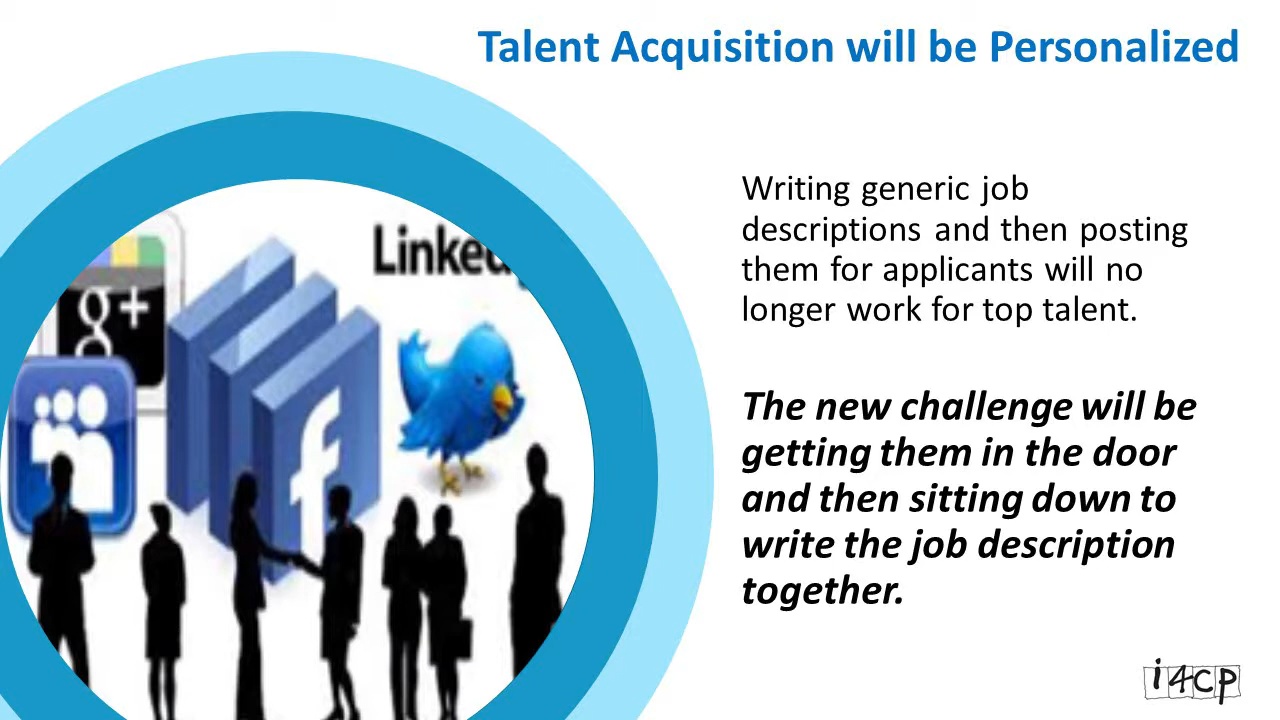 Talent Acquisition will be Personalized
Writing generic job
descriptions and then posting
them for applicants will no
longer work for top talent.
The new challenge will be
getting them in the door
and then sitting down to
write the job description
together.
Linked
g+
f
i4cp